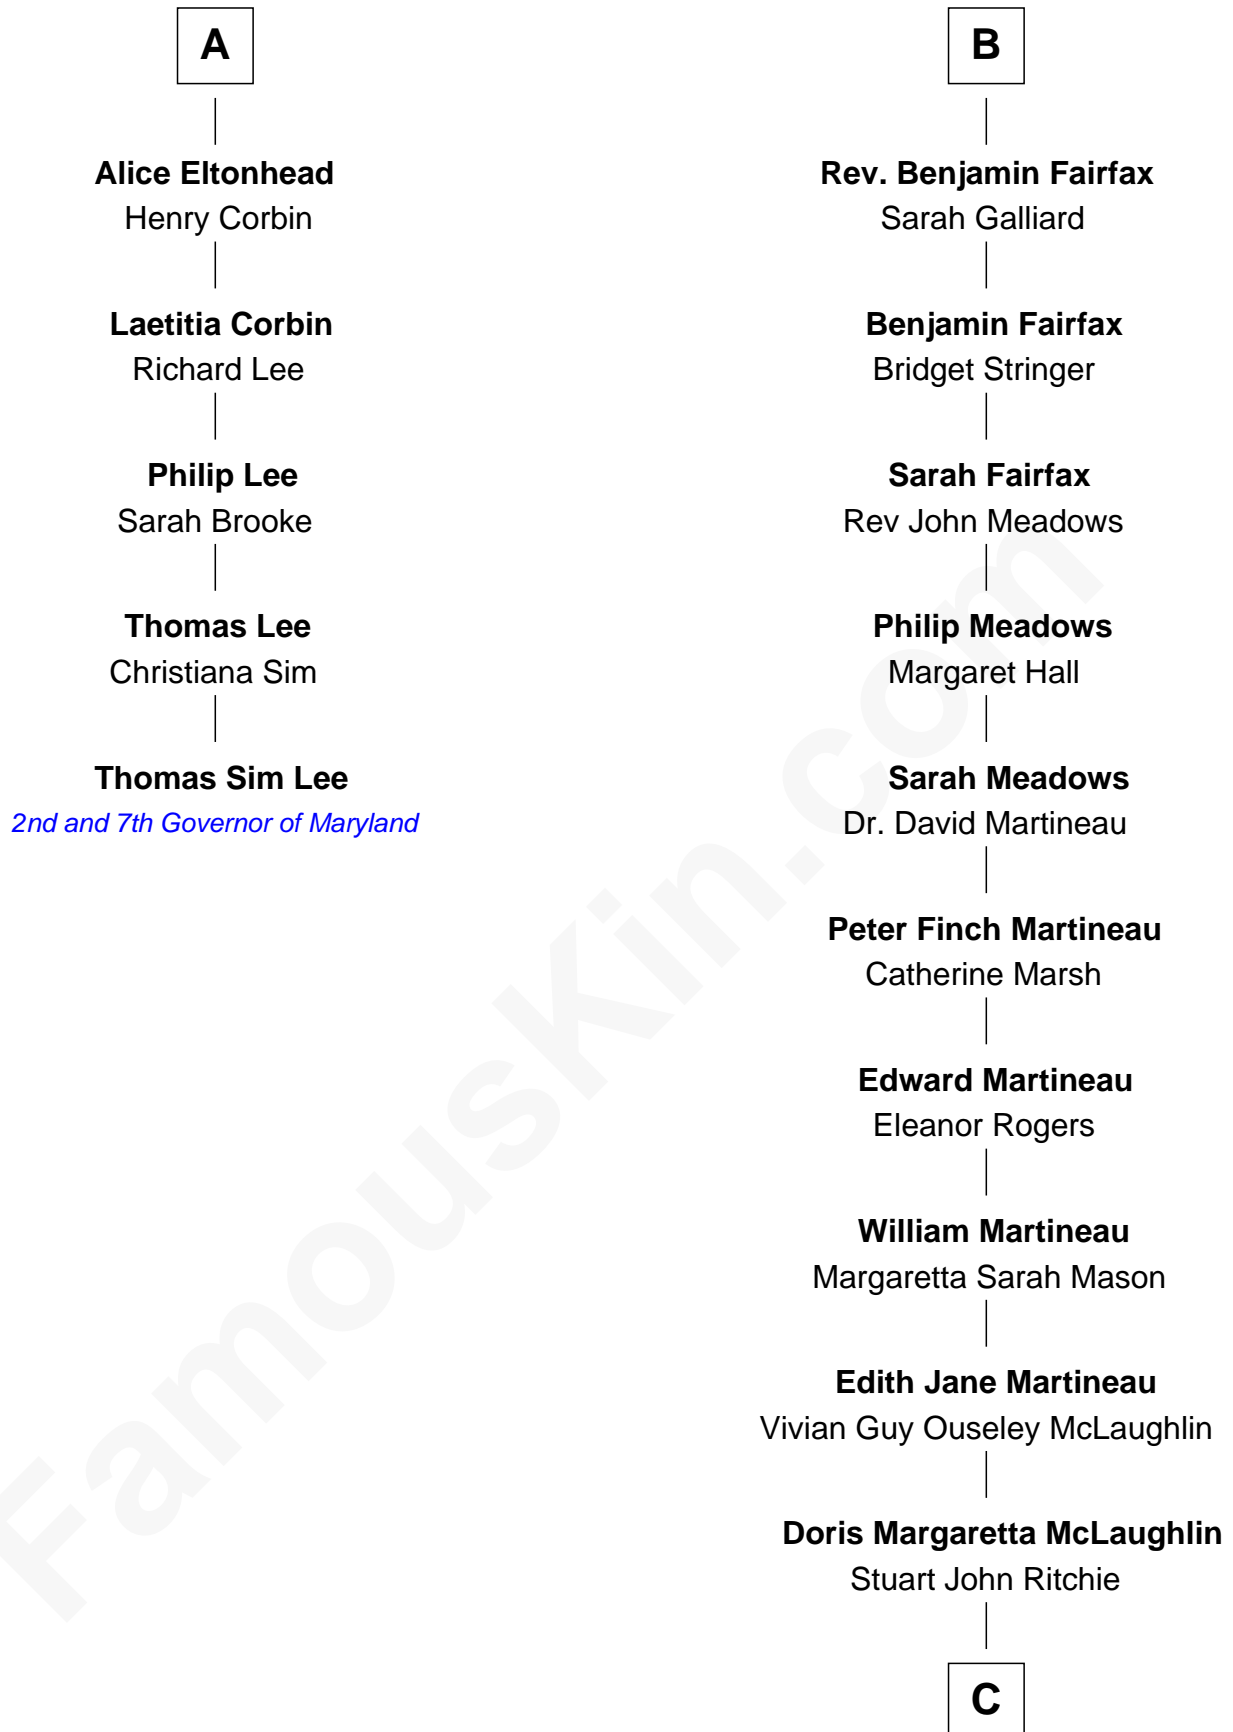 A
Alice Eltonhead
Henry Corbin
Laetitia Corbin
Richard Lee
Philip Lee
Sarah Brooke
Thomas Lee
Christiana Sim
Thomas Sim Lee
2nd and 7th Governor of Maryland
B
Rev. Benjamin Fairfax
Sarah Galliard
Benjamin Fairfax
Bridget Stringer
Sarah Fairfax
Rev John Meadows
Philip Meadows
Margaret Hall
Sarah Meadows
Dr. David Martineau
Peter Finch Martineau
Catherine Marsh
Edward Martineau
Eleanor Rogers
William Martineau
Margaretta Sarah Mason
Edith Jane Martineau
Vivian Guy Ouseley McLaughlin
Doris Margaretta McLaughlin
Stuart John Ritchie
C
FamousKin.com